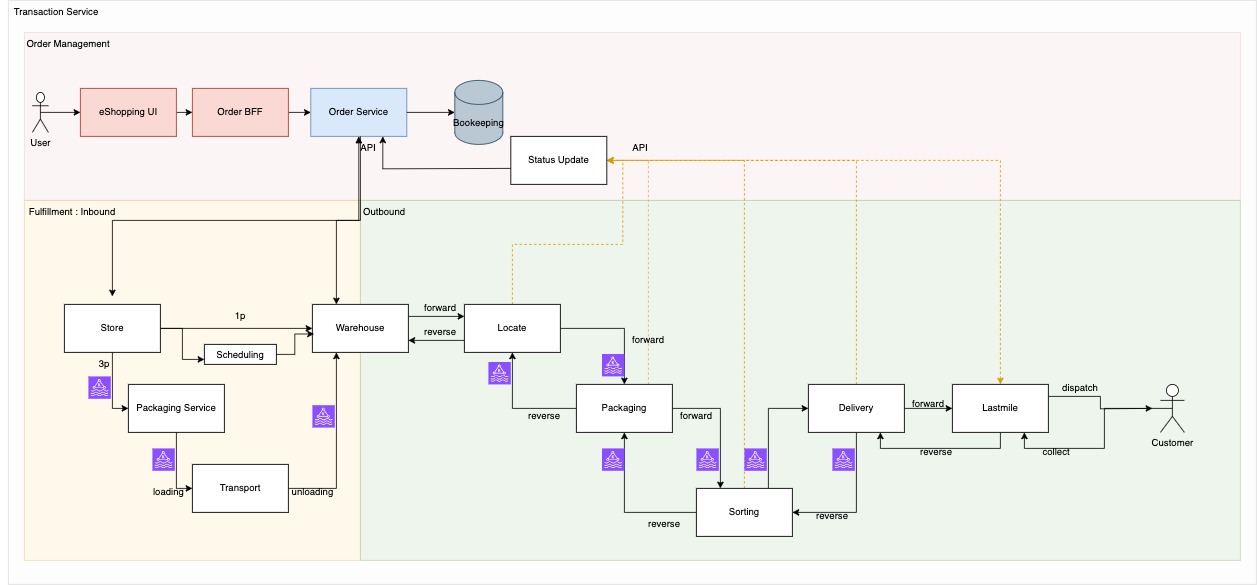 Transaction Service
Order Management
eShopping UI
Order BFF
Order Service
Bookeeping
User
API
API
Status Update
Fulfillment : Inbound
Outbound
Store
1p
Scheduling
Warehouse
forward
reverse
Locate
forward
3p
Packaging Service
loading
Transport
unloading
reverse
Packaging
forward
Delivery
forward
Lastmile
dispatch
Customer
reverse
collect
Sorting
reverse
reverse